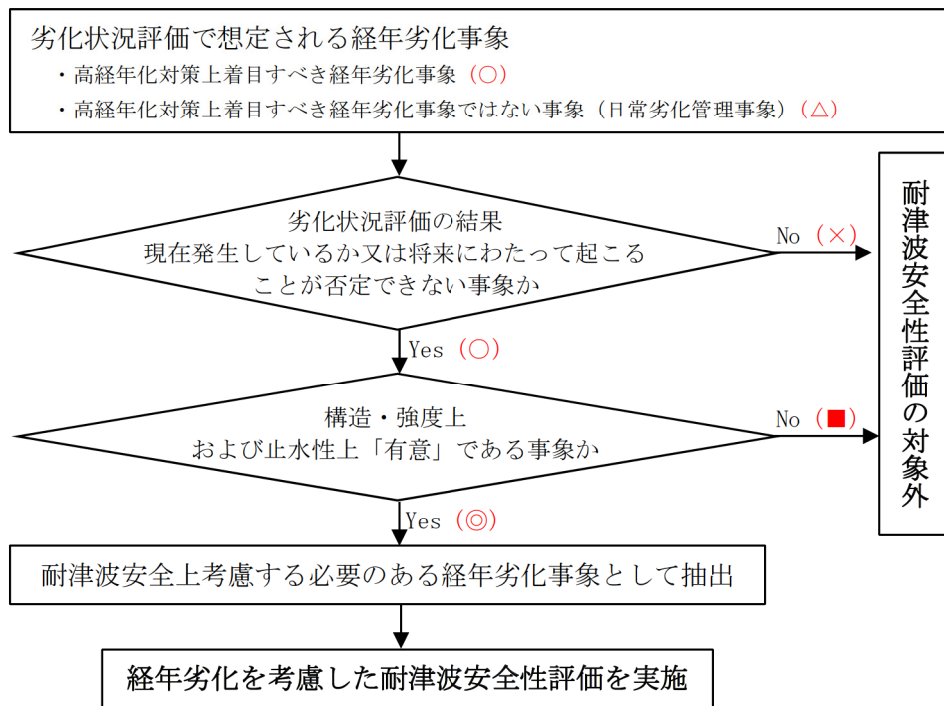 劣化状況評価で想定される経年劣化事象
・高経年化対策上着目すべき経年劣化事象（○）
・高経年化対策上着目すべき経年劣化事象ではない事象（日常劣化管理事象）（△）
劣化状況評価の結果
現在発生しているか又は将来にわたって起こる
ことが否定できない事象か
No（×）
Yes（○）
構造・強度上
および止水性上「有意」である事象か
No（■）
Yes（◎）
耐津波安全性評価の対象外
耐津波安全上考慮する必要のある経年劣化事象として抽出
経年劣化を考慮した耐津波安全性評価を実施